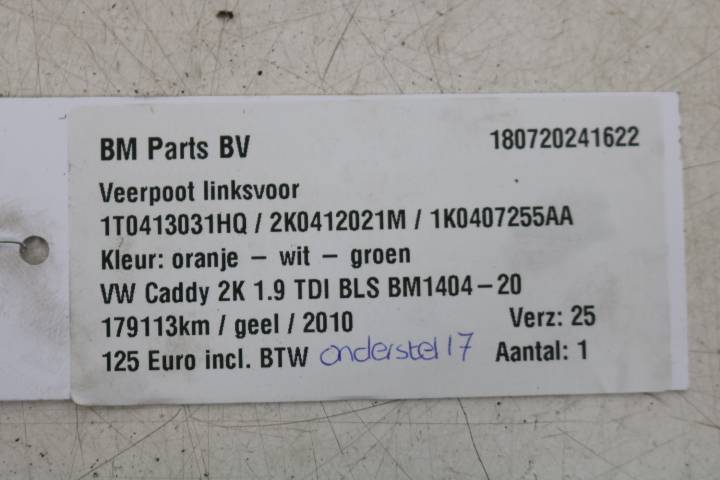 BM Parts BV 180720241622
Veerpoot linksvoor
1T0413031HQ / 2K0412021M / 1K0407255AA
Kleur: oranje – wit – groen
VW Caddy 2K 1.9 TDI BLS BM1404–20
179113km / geel / 2010 Verz: 25
125 Euro incl. BTW onderstel 17 Aantal: 1